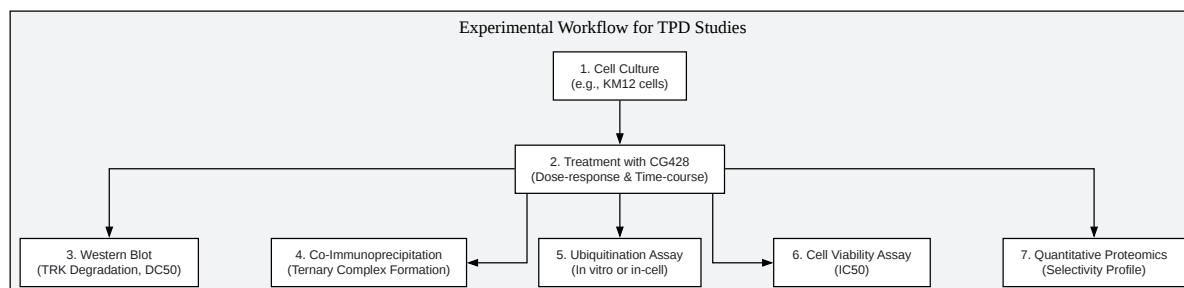 Experimental Workflow for TPD Studies
1. Cell Culture
(e.g., KM12 cells)
2. Treatment with CG428
(Dose-response & Time-course)
3. Western Blot
(TRK Degradation, DC50)
4. Co-Immunoprecipitation
(Ternary Complex Formation)
5. Ubiquitination Assay
(In vitro or in-cell)
6. Cell Viability Assay
(IC50)
7. Quantitative Proteomics
(Selectivity Profile)